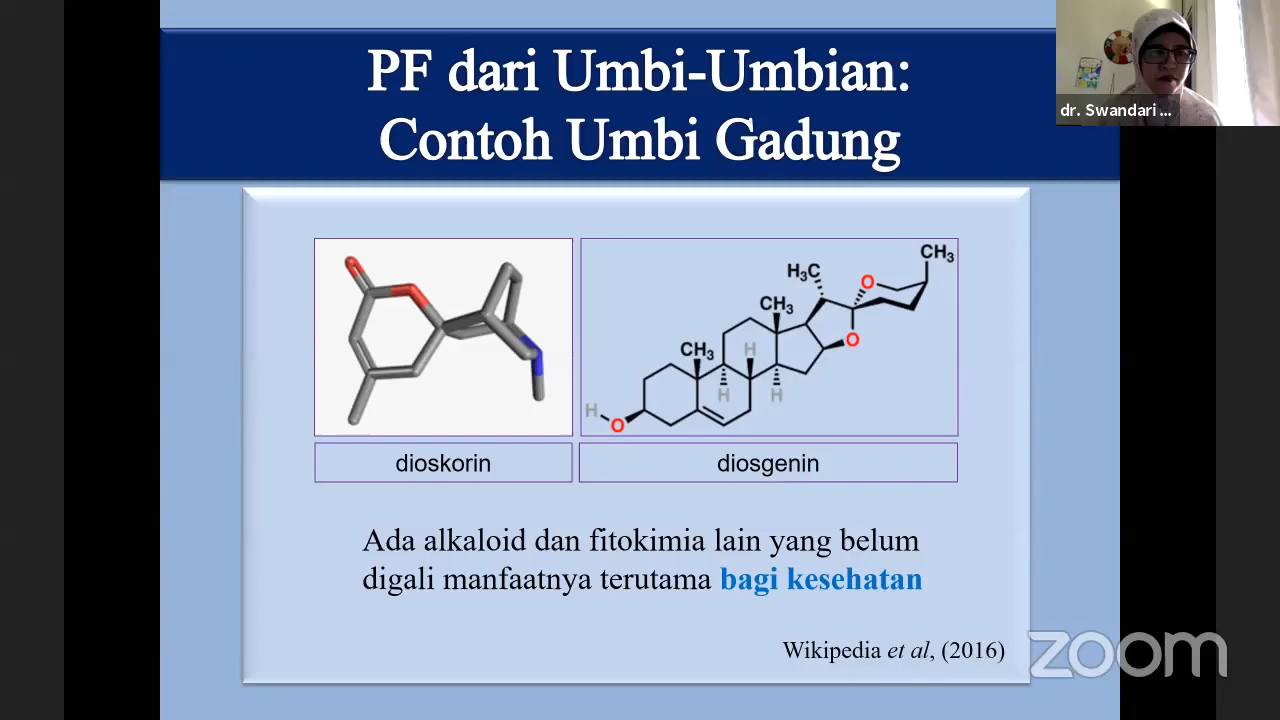 PF dari Umbi-Umbian:
Contoh Umbi Gadung
dr. Swandari ...
CH₃
H₃C
O
CH₃
O
CH₃
H
H
H
H
O
dioskorin
diosgenin
Ada alkaloid dan fitokimia lain yang belum
digali manfaatnya terutama bagi kesehatan
Wikipedia et al, (2016)
zoom